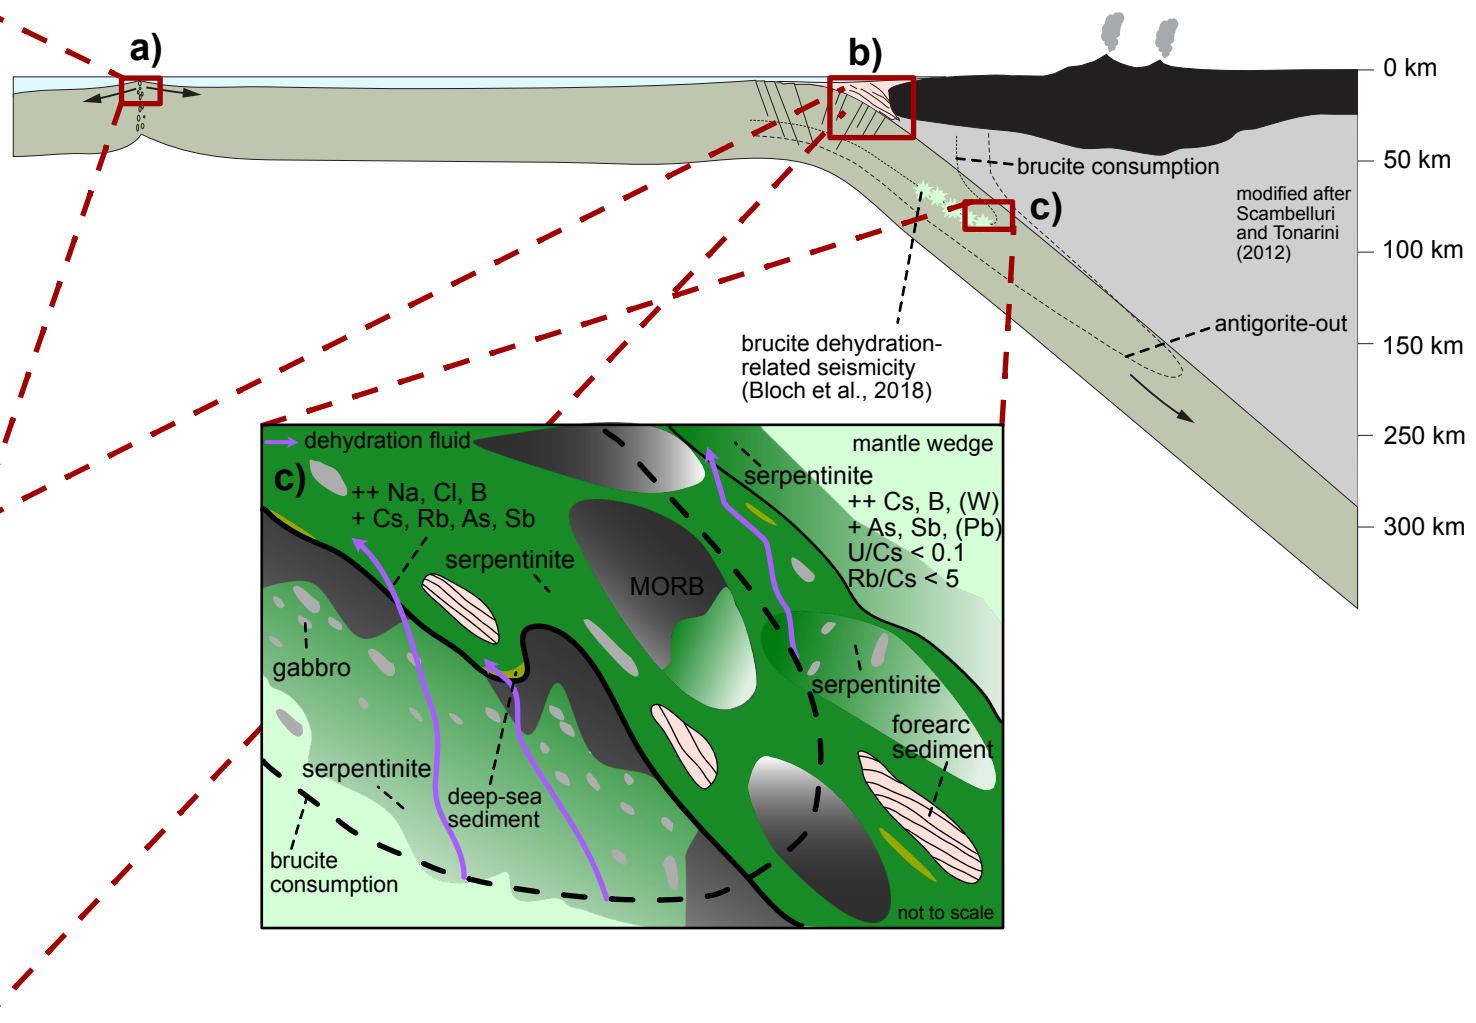 a)
b)
0 km
50 km
brucite consumption
modified after
Scambelluri
and Tonarini
(2012)
c)
100 km
antigorite-out
150 km
brucite dehydration-
related seismicity
(Bloch et al., 2018)
250 km
300 km
dehydration fluid
mantle wedge
c)
++ Na, Cl, B
+ Cs, Rb, As, Sb
serpentinite
++ Cs, B, (W)
+ As, Sb, (Pb)
U/Cs < 0.1
Rb/Cs < 5
serpentinite
MORB
gabbro
serpentinite
forearc
sediment
serpentinite
deep-sea
sediment
brucite
consumption
not to scale